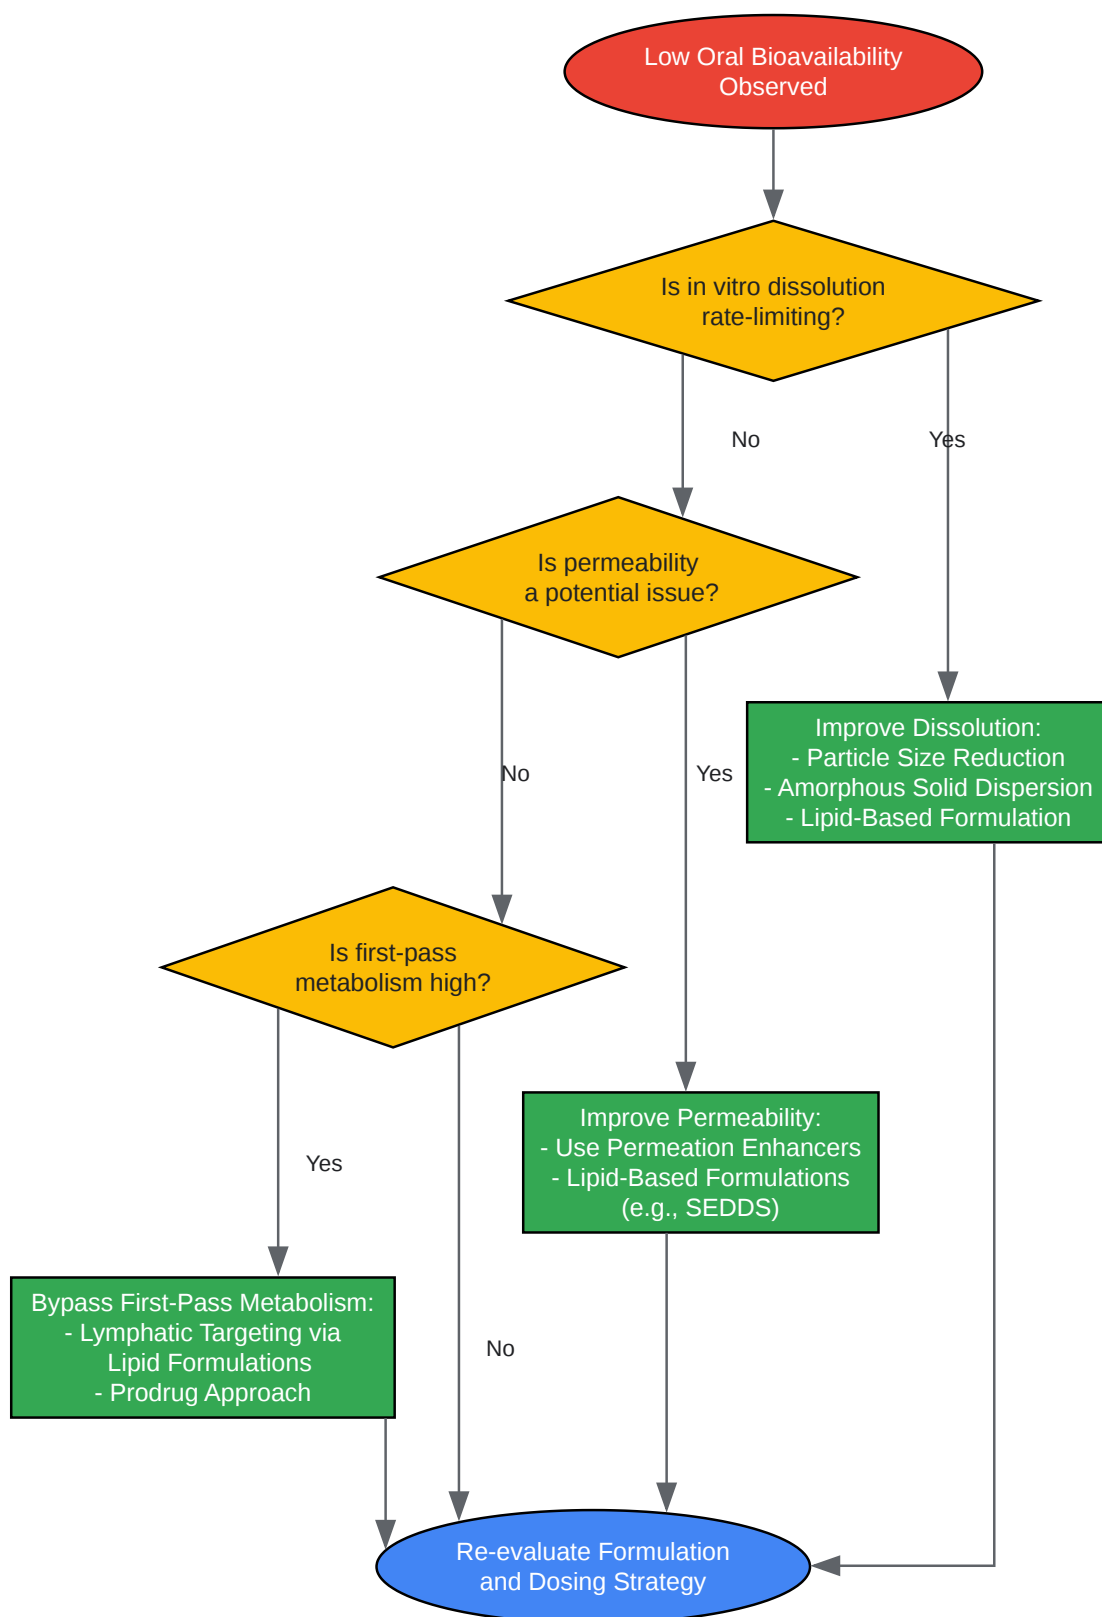 Low Oral Bioavailability
Observed
Is in vitro dissolution
rate-limiting?
No
Yes
Is permeability
a potential issue?
No
Yes
Improve Dissolution:
- Particle Size Reduction
- Amorphous Solid Dispersion
- Lipid-Based Formulation
Is first-pass
metabolism high?
Yes
No
Improve Permeability:
- Use Permeation Enhancers
- Lipid-Based Formulations
(e.g., SEDDS)
Bypass First-Pass Metabolism:
- Lymphatic Targeting via
Lipid Formulations
- Prodrug Approach
Re-evaluate Formulation
and Dosing Strategy